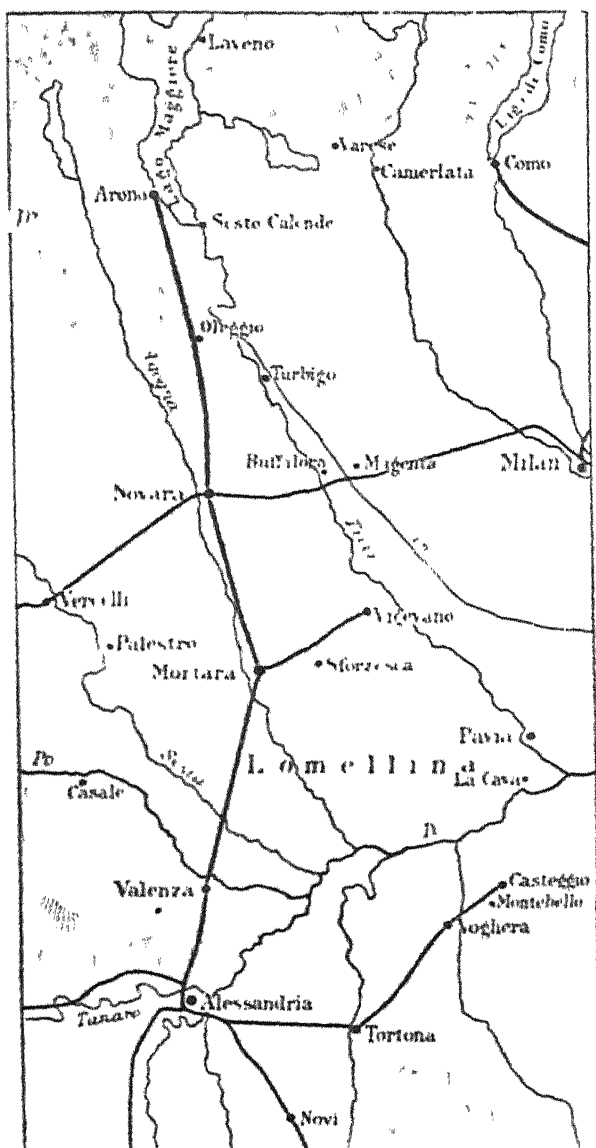 Laveno
Lago Maggiore
Lago di Como
Varese
Camerlata
Como
Arona
Sesto Calende
Oleggio
Turbigo
Buffalora
Magenta
Milan
Novara
Vercelli
Vigevano
Palestro
Mortara
Sforzesca
Pavia
Po
Lomellina
La Cava
Casale
Valenza
Casteggio
Montebello
Voghera
Alessandria
Tanaro
Tortona
Novi